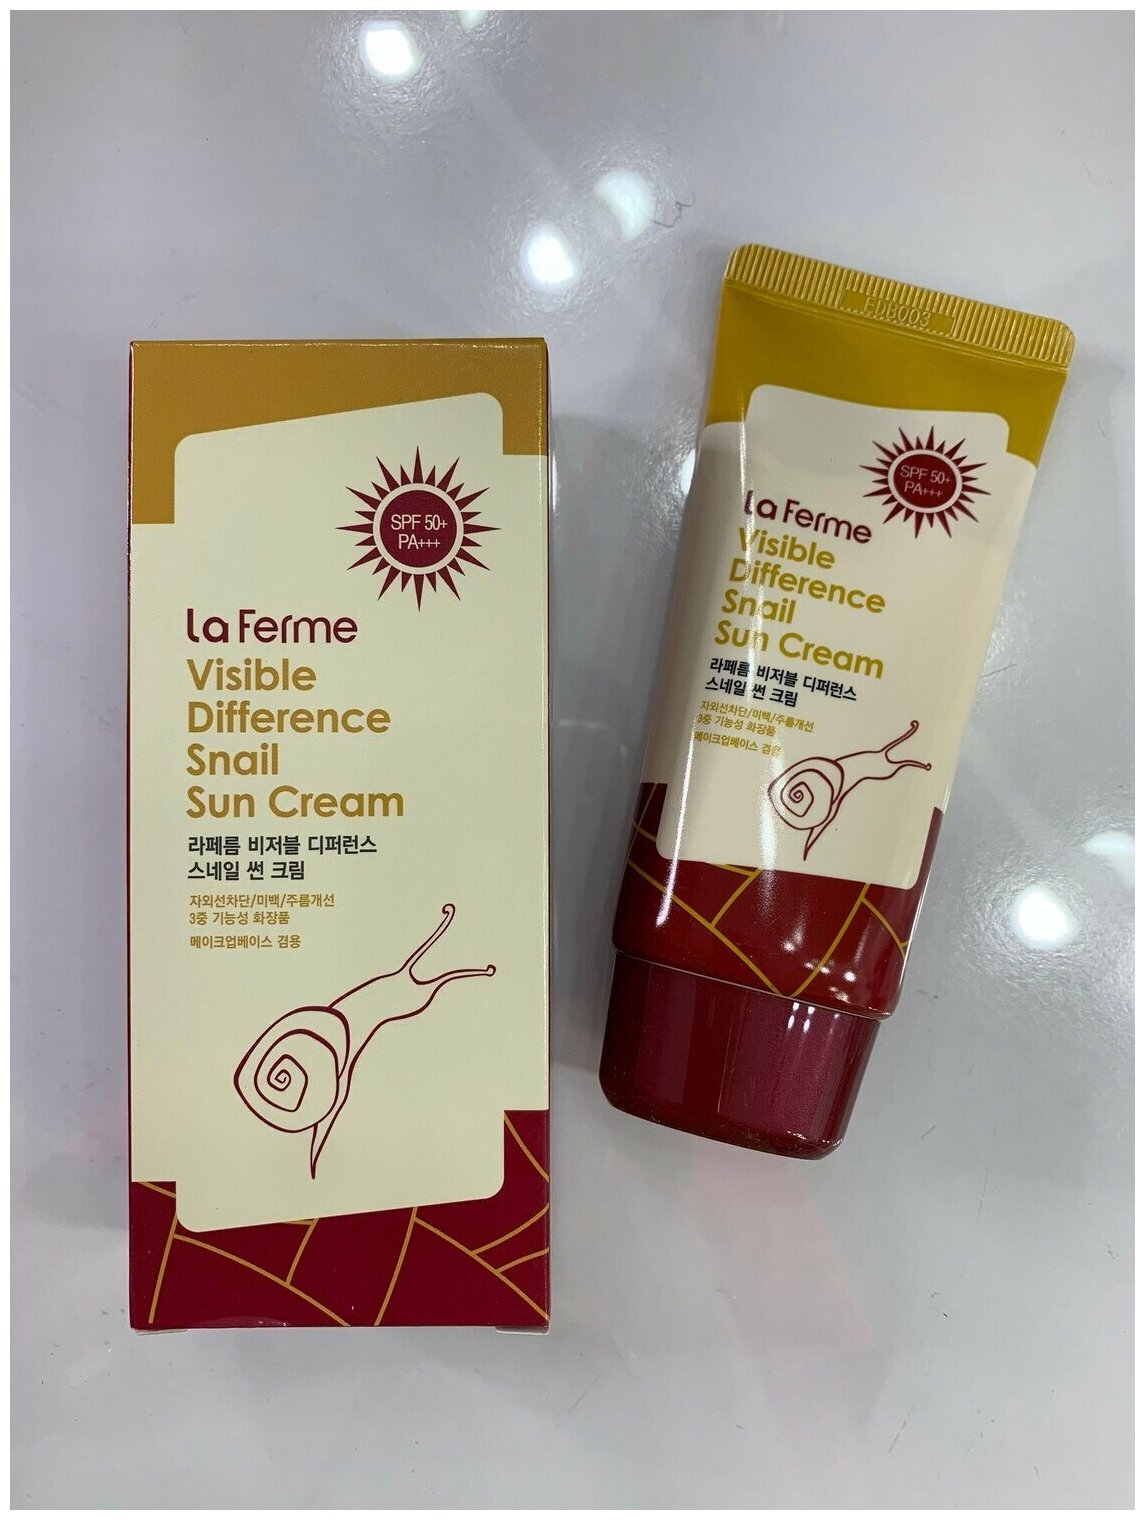 SPF 50+
PA+++
La Ferme
Visible
Difference
Snail
Sun Cream
라페름 비저블 디퍼런스
스네일 썬 크림
자외선차단/미백/주름개선
3중 기능성 화장품
메이크업베이스 겸용
SPF 50+
PA+++
La Ferme
Visible
Difference
Snail
Sun Cream
라페름 비저블 디퍼런스
스네일 썬 크림
자외선차단/미백/주름개선
3중 기능성 화장품
메이크업베이스 겸용